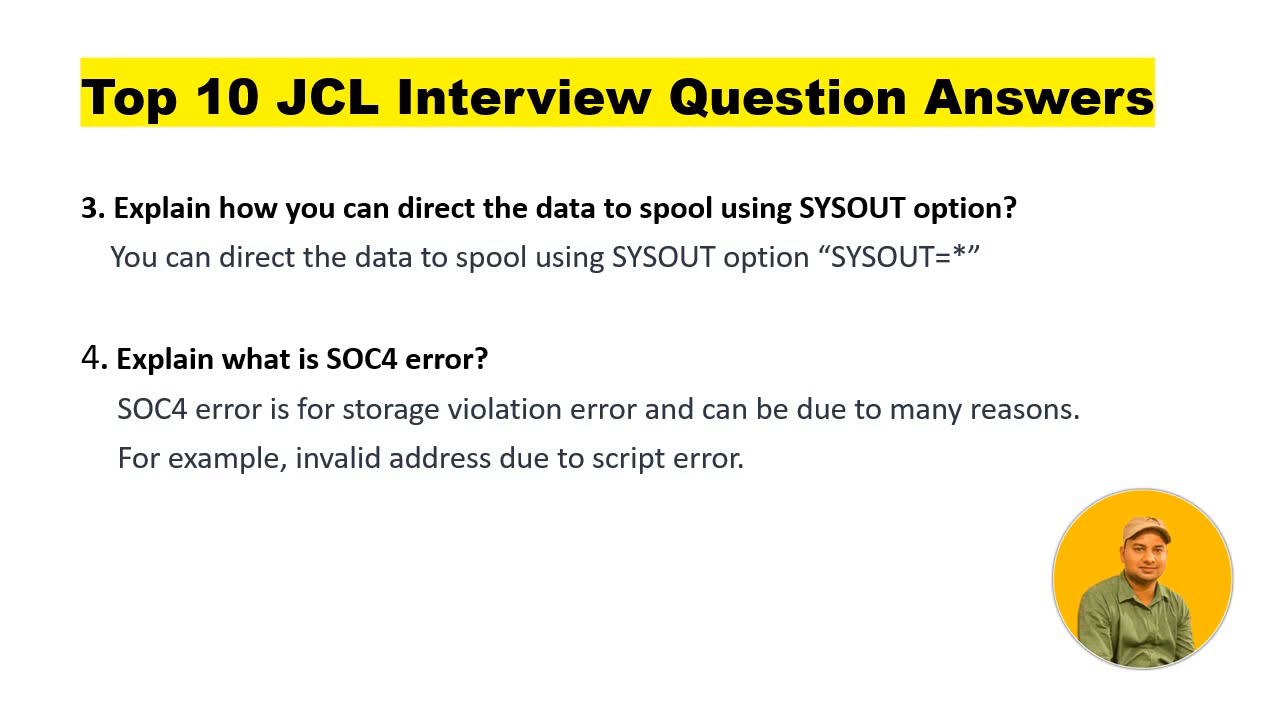 Top 10 JCL Interview Question Answers
3. Explain how you can direct the data to spool using SYSOUT option?
You can direct the data to spool using SYSOUT option “SYSOUT=*”
4. Explain what is SOC4 error?
SOC4 error is for storage violation error and can be due to many reasons.
For example, invalid address due to script error.